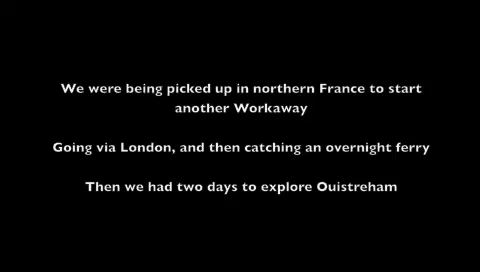 We were being picked up in northern France to start
another Workaway
Going via London, and then catching an overnight ferry
Then we had two days to explore Ouistreham